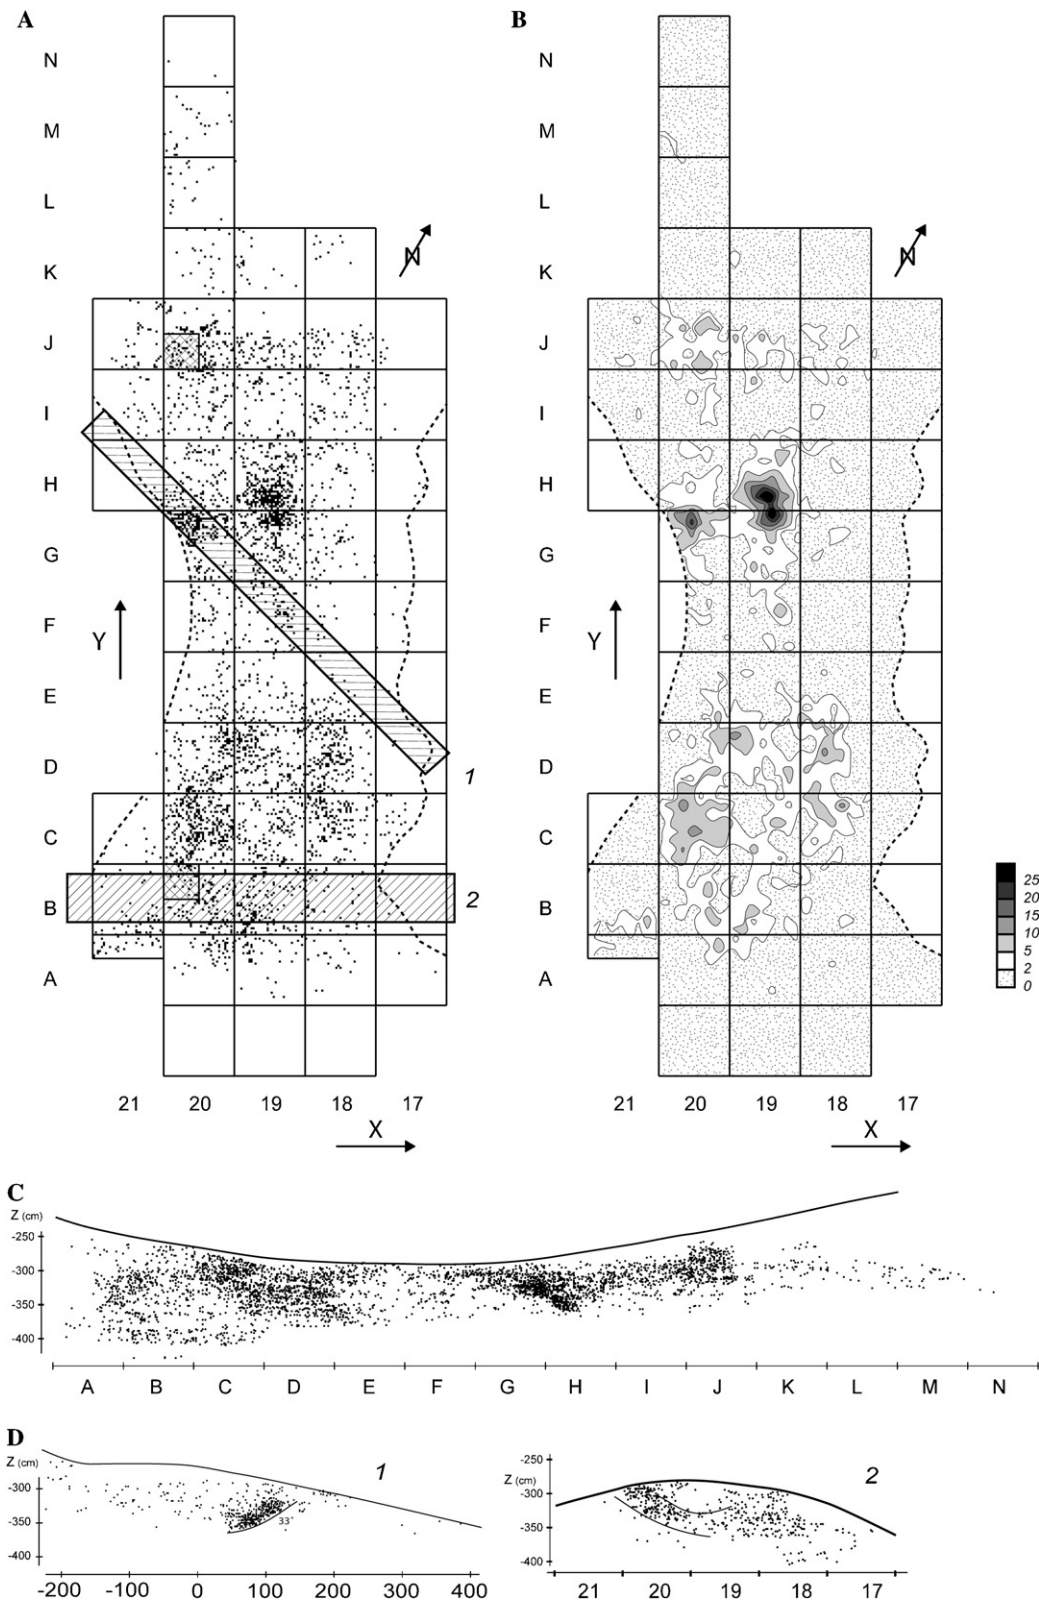 A
B
N
N
M
M
L
L
N
N
K
K
J
J
I
I
H
H
G
G
Y
F
Y
F
E
E
D
1
D
C
C
B
2
B
A
A
25
20
15
10
5
2
0
21 20 19 18 17
X
21 20 19 18 17
X
C
Z (cm)
-250
-300
-350
-400
A B C D E F G H I J K L M N
D
Z (cm)
-300
-350
-400
1
33°
-200 -100 0 100 200 300 400
Z (cm)
-250
-300
-350
-400
2
21 20 19 18 17